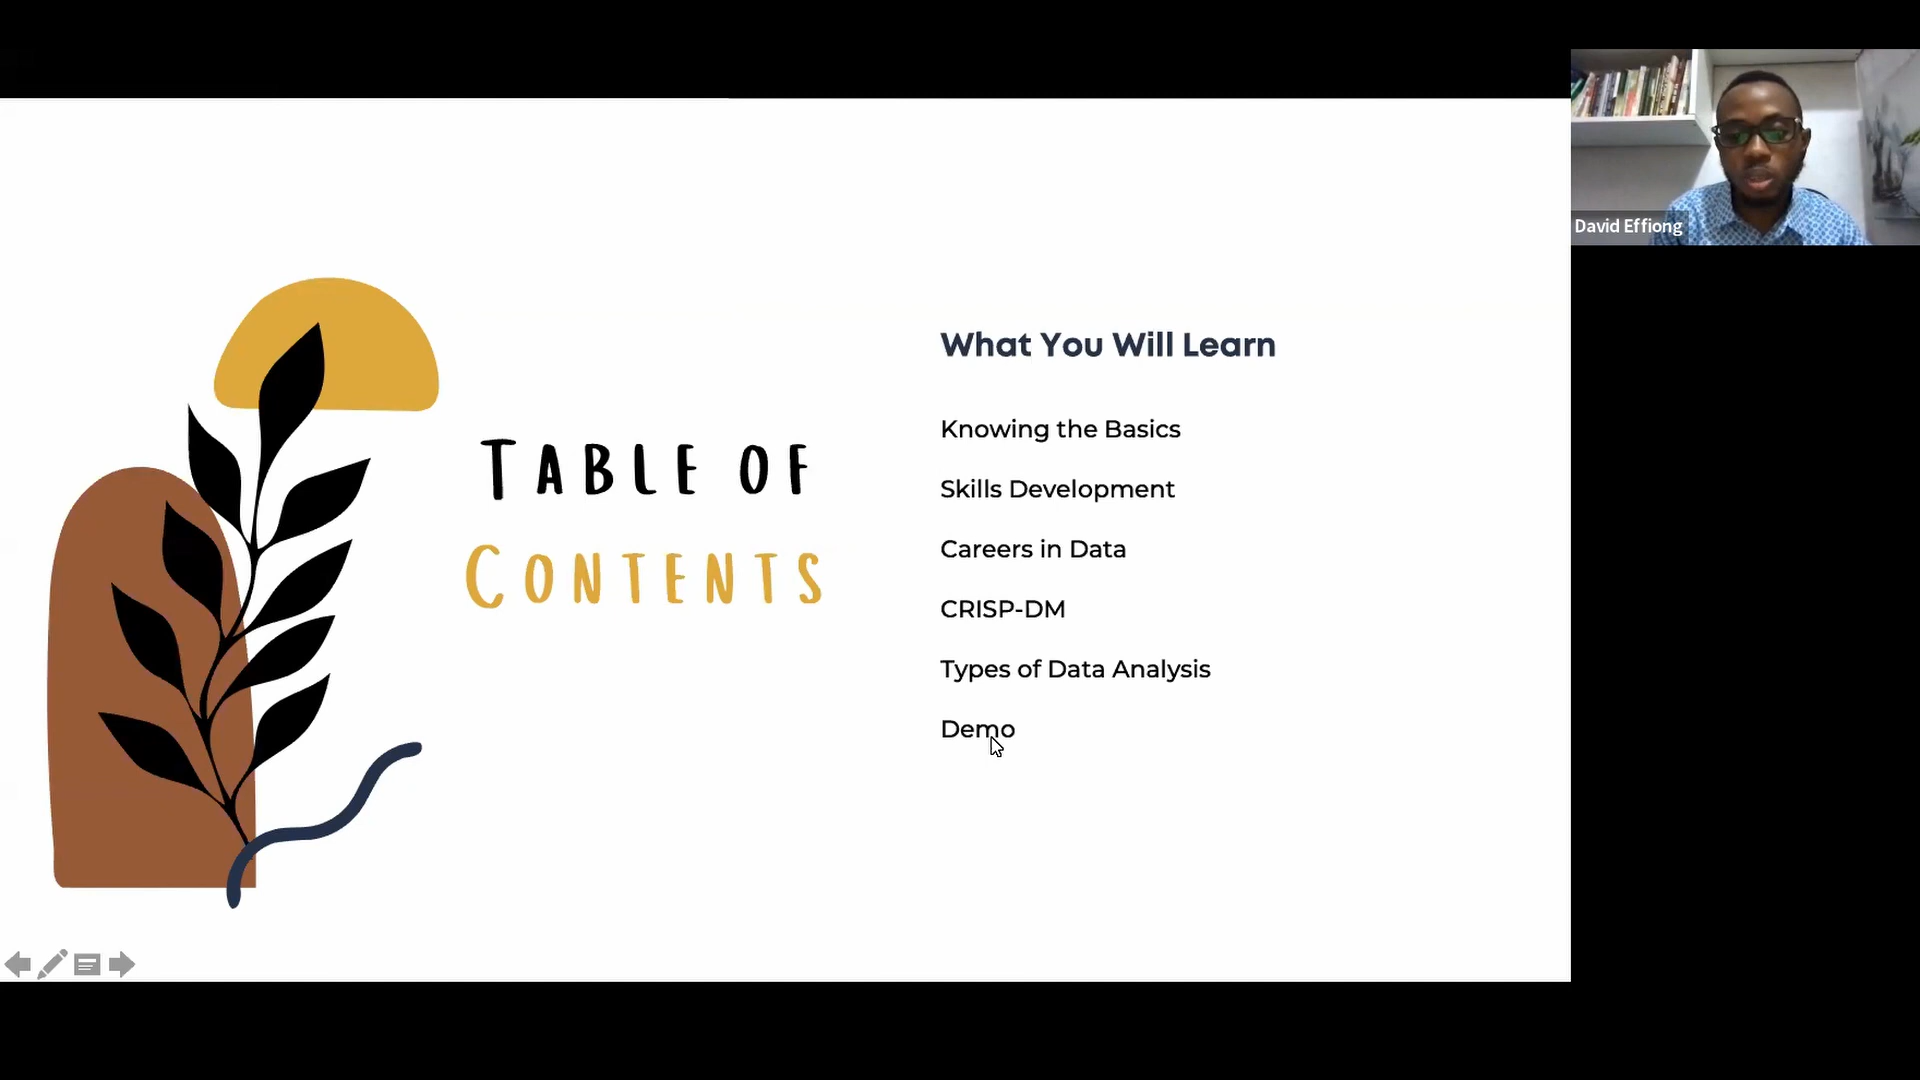 TABLE OF
CONTENTS
What You Will Learn
Knowing the Basics
Skills Development
Careers in Data
CRISP-DM
Types of Data Analysis
Demo
David Effiong